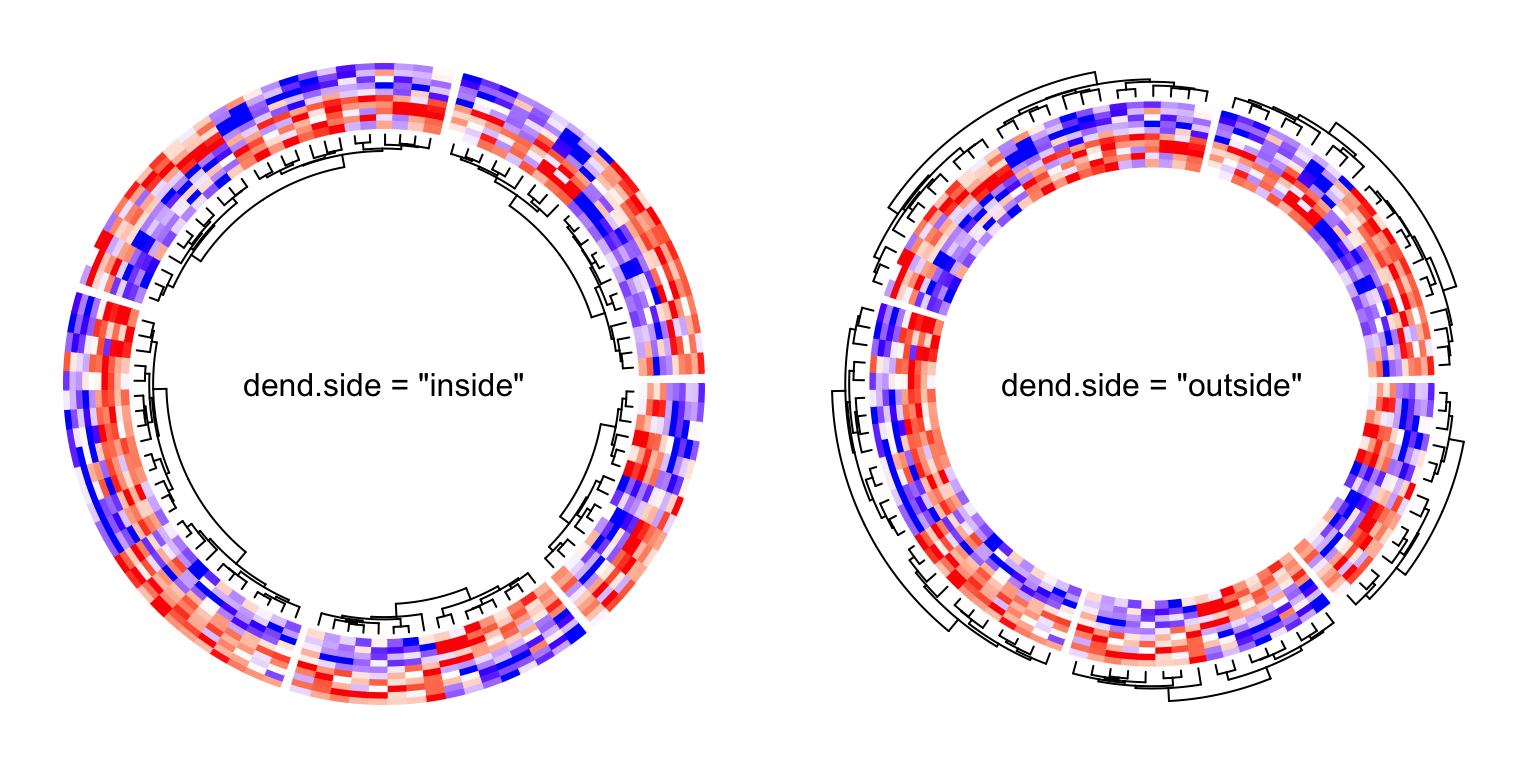 dend.side = "inside"
dend.side = "outside"